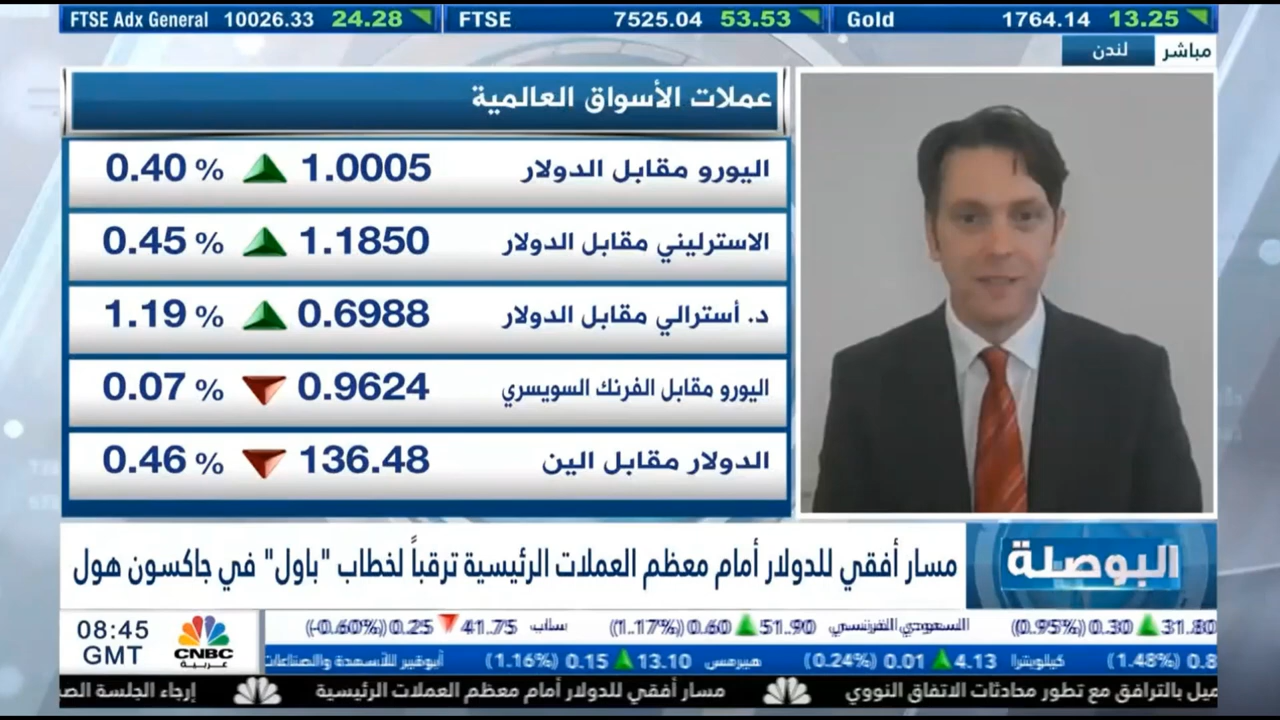 FTSE Adx General 10026.33 24.28 FTSE 7525.04 53.53 Gold 1764.14 13.25
مباشر لندن
عملات الأسواق العالمية
اليورو مقابل الدولار 1.0005 0.40 %
الاسترليني مقابل الدولار 1.1850 0.45 %
د. أسترالي مقابل الدولار 0.6988 1.19 %
اليورو مقابل الفرنك السويسري 0.9624 0.07 %
الدولار مقابل الين 136.48 0.46 %
البوصلة
مسار أفقي للدولار أمام معظم العملات الرئيسية ترقباً لخطاب "باول" في جاكسون هول
08:45 GMT
CNBC عربية
31.80 0.30 (0.95%) السعودي الفرنسي 51.90 0.60 (1.17%) ساب 41.75 0.25 (-0.60%)
0.8 (1.48%) كيلوبترا 4.13 0.01 (0.24%) هيرمس 13.10 0.15 (1.16%) أبوقير للأسمدة والصناعات
ميل بالترافق مع تطور محادثات الاتفاق النووي مسار أفقي للدولار أمام معظم العملات الرئيسية إرجاء الجلسة الصد